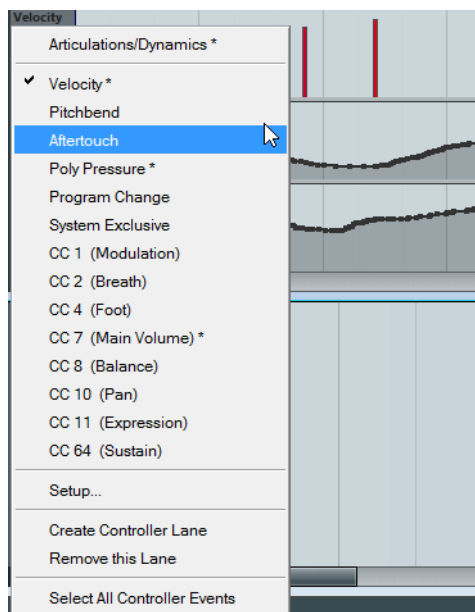 Velocity
Articulations/Dynamics *
Velocity *
Pitchbend
Aftertouch
Poly Pressure *
Program Change
System Exclusive
CC 1 (Modulation)
CC 2 (Breath)
CC 4 (Foot)
CC 7 (Main Volume) *
CC 8 (Balance)
CC 10 (Pan)
CC 11 (Expression)
CC 64 (Sustain)
Setup...
Create Controller Lane
Remove this Lane
Select All Controller Events